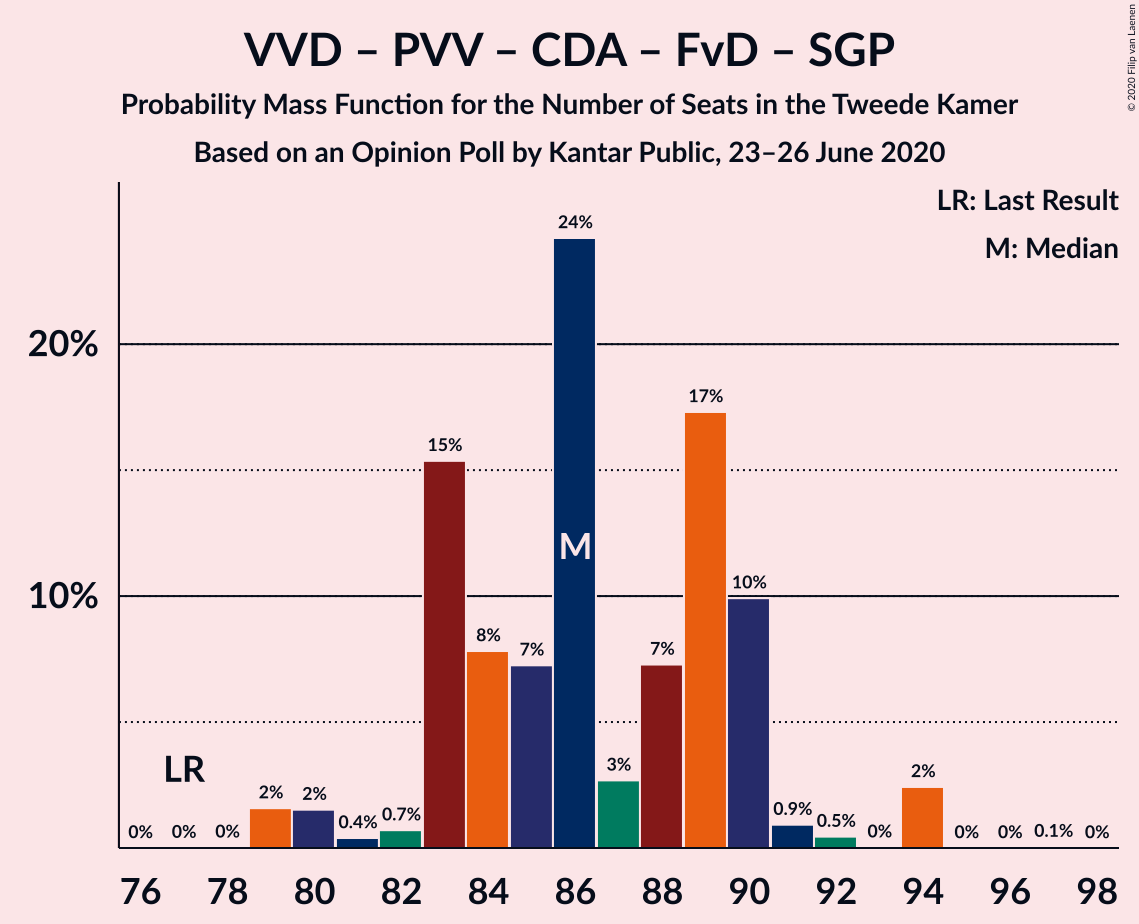 VVD – PVV – CDA – FvD – SGP
Probability Mass Function for the Number of Seats in the Tweede Kamer
Based on an Opinion Poll by Kantar Public, 23–26 June 2020
© 2020 Filip van Laenen
LR: Last Result
M: Median
24%
20%
17%
15%
M
10%
10%
8%
7%
7%
LR
3%
2%
2%
2%
0.9%
0.7%
0.5%
0.4%
0%
0%
0%
0%
0%
0%
0.1%
0%
76 78 80 82 84 86 88 90 92 94 96 98